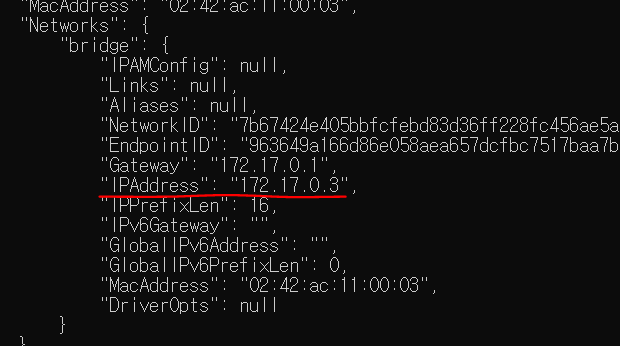 "MacAddress": "02:42:ac:11:00:03",
"Networks": {
"bridge": {
"IPAMConfig": null,
"Links": null,
"Aliases": null,
"NetworkID": "7b67424e405bbfcfebd83d36ff228fc456ae5a
"EndpointID": "963649a166d86e058aea657dcfbc7517baa7b
"Gateway": "172.17.0.1",
"IPAddress": "172.17.0.3",
"IPPrefixLen": 16,
"IPv6Gateway": "",
"GlobalIPv6Address": "",
"GlobalIPv6PrefixLen": 0,
"MacAddress": "02:42:ac:11:00:03",
"DriverOpts": null
}
}